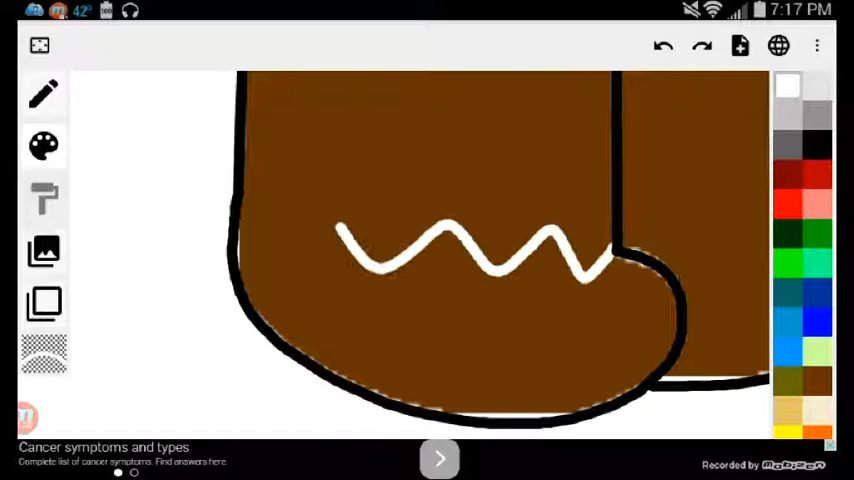 42°
100
7:17 PM
Cancer symptoms and types
Complete list of cancer symptoms. Find answers here
Recorded by mobizen